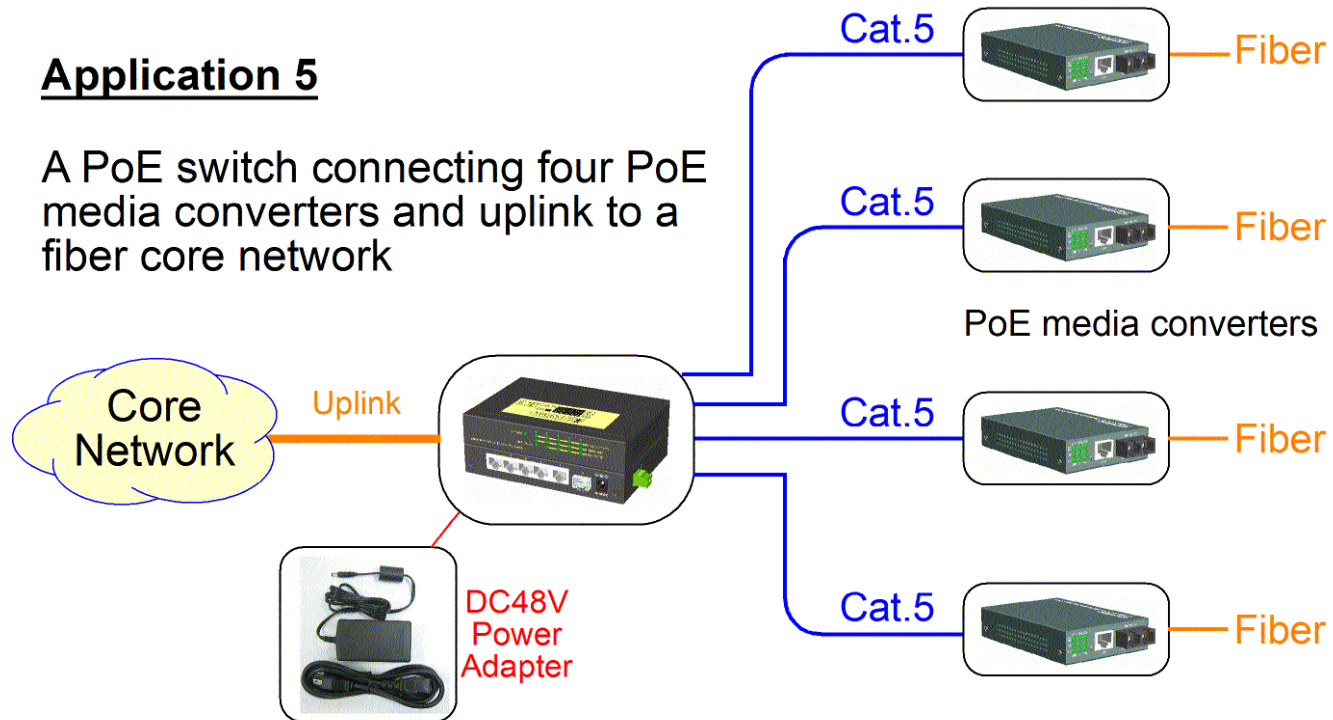 Application 5
A PoE switch connecting four PoE
media converters and uplink to a
fiber core network
Cat.5
Fiber
Cat.5
Fiber
PoE media converters
Core
Network
Uplink
Cat.5
Fiber
DC48V
Power
Adapter
Cat.5
Fiber